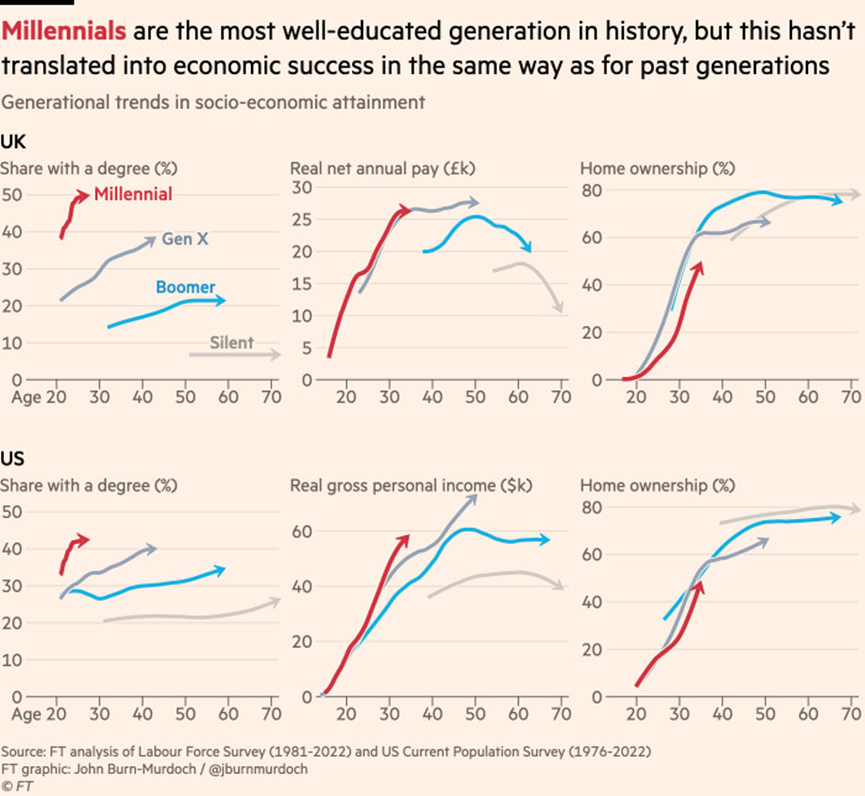 Millennials are the most well-educated generation in history, but this hasn't
translated into economic success in the same way as for past generations
Generational trends in socio-economic attainment
UK
Share with a degree (%)
50
40
30
20
10
0
Age 20 30 40 50 60 70
Millennial
Gen X
Boomer
Silent
Real net annual pay (£k)
30
25
20
15
10
5
0
20 30 40 50 60 70
Home ownership (%)
80
60
40
20
0
20 30 40 50 60 70
US
Share with a degree (%)
50
40
30
20
10
0
Age 20 30 40 50 60 70
Real gross personal income ($k)
60
40
20
0
20 30 40 50 60 70
Home ownership (%)
80
60
40
20
0
20 30 40 50 60 70
Source: FT analysis of Labour Force Survey (1981-2022) and US Current Population Survey (1976-2022)
FT graphic: John Burn-Murdoch / @jburnmurdoch
© FT